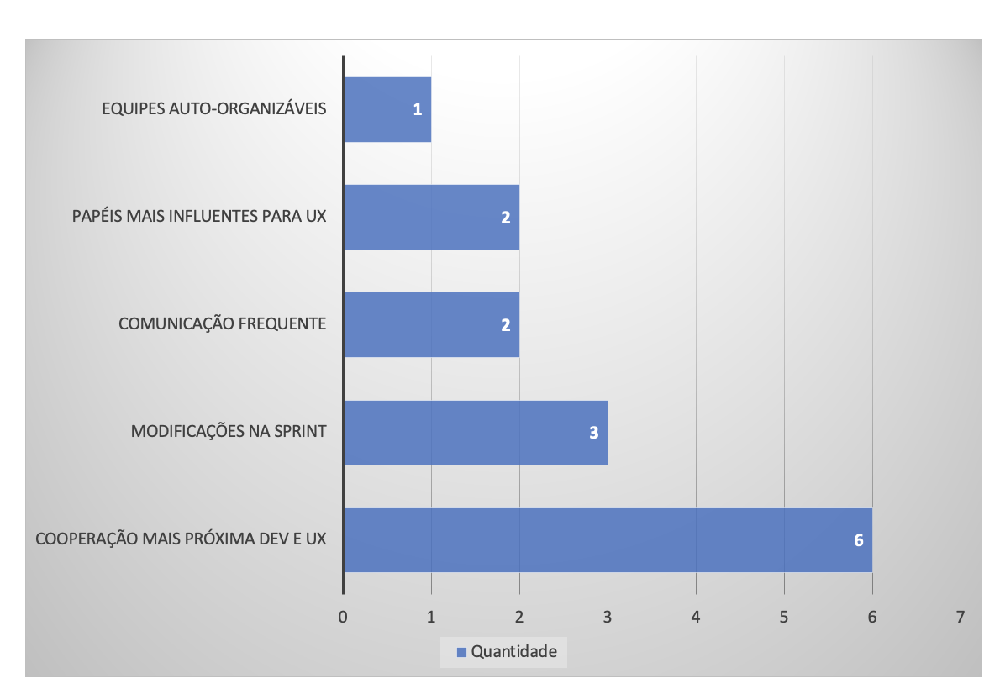 EQUIPES AUTO-ORGANIZÁVEIS
1
PAPÉIS MAIS INFLUENTES PARA UX
2
COMUNICAÇÃO FREQUENTE
2
MODIFICAÇÕES NA SPRINT
3
COOPERAÇÃO MAIS PRÓXIMA DEV E UX
6
0 1 2 3 4 5 6 7
Quantidade